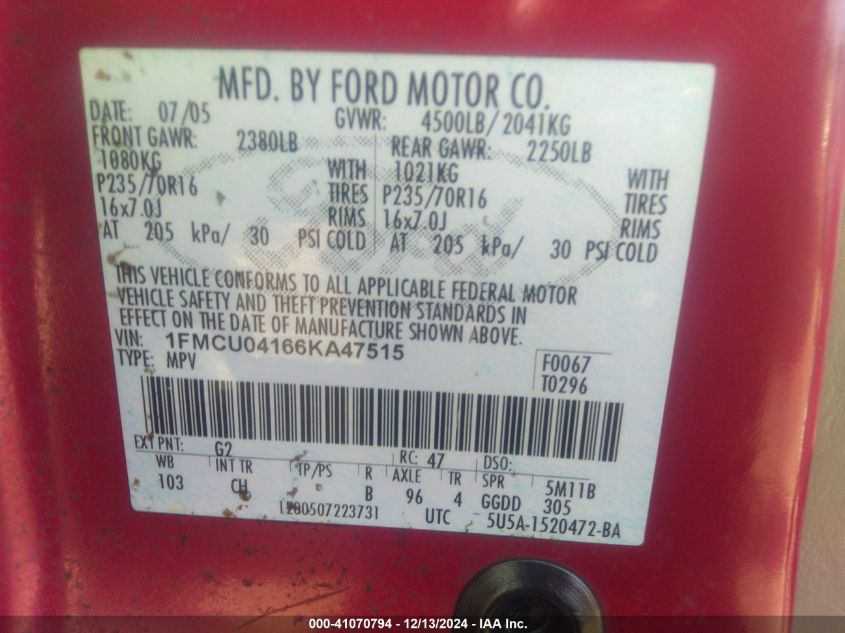 MFD. BY FORD MOTOR CO.
DATE: 07/05 GVWR: 4500LB/2041KG
FRONT GAWR: 2380LB REAR GAWR: 2250LB
1080KG WITH 1021KG WITH
P235/70R16 TIRES P235/70R16 TIRES
16x7.0J RIMS 16x7.0J RIMS
AT 205 kPa/ 30 PSI COLD AT 205 kPa/ 30 PSI COLD
Ford
THIS VEHICLE CONFORMS TO ALL APPLICABLE FEDERAL MOTOR
VEHICLE SAFETY AND THEFT PREVENTION STANDARDS IN
EFFECT ON THE DATE OF MANUFACTURE SHOWN ABOVE.
VIN: 1FMCU04166KA47515
TYPE: MPV
F0067
T0296
EXT PNT: G2 RC: 47 DSO:
WB INT TR TP/PS R AXLE TR SPR 5M11B
103 CH B 96 4 GGDD 305
1200507223731 UTC 5U5A-1520472-BA
000-41070794 - 12/13/2024 - IAA Inc.